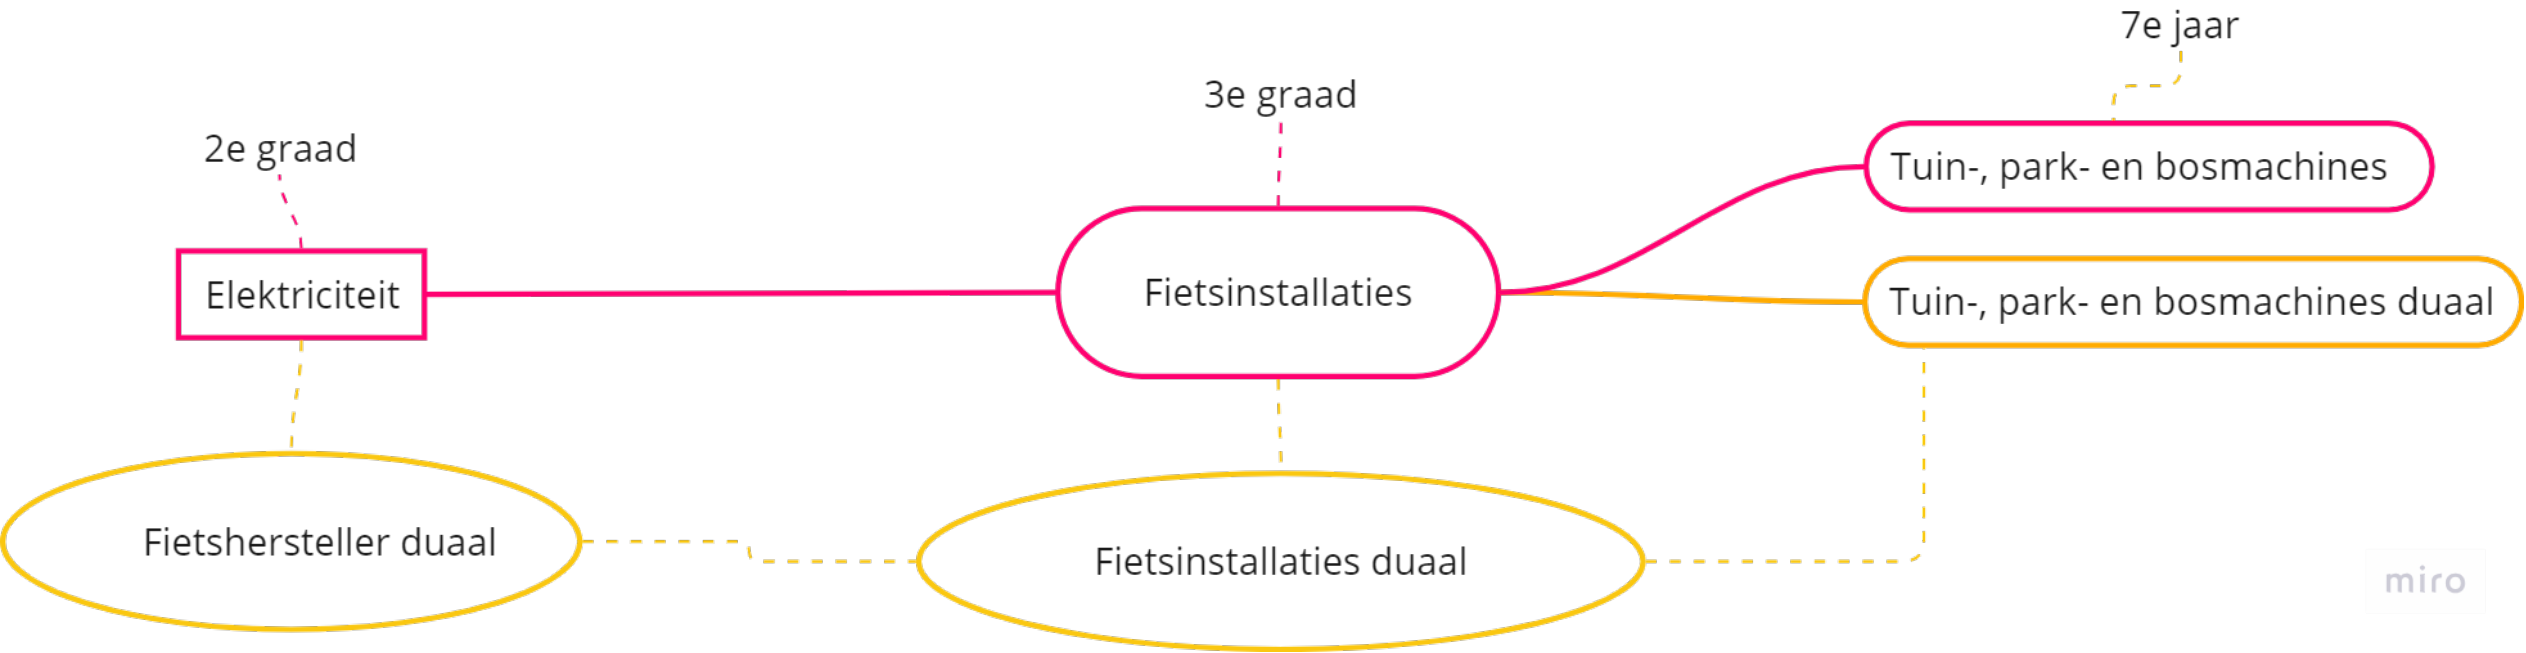 7e jaar
3e graad
2e graad
Tuin-, park- en bosmachines
Elektriciteit
Fietsinstallaties
Tuin-, park- en bosmachines duaal
Fietshersteller duaal
Fietsinstallaties duaal
miro